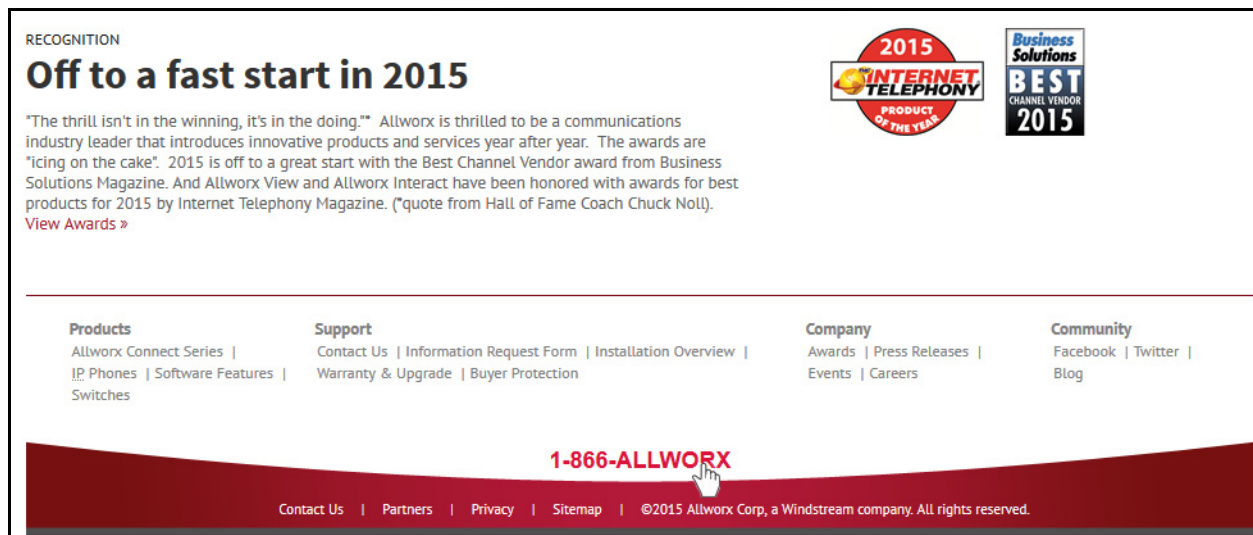 RECOGNITION
Off to a fast start in 2015
"The thrill isn't in the winning, it's in the doing."* Allworx is thrilled to be a communications
industry leader that introduces innovative products and services year after year. The awards are
"icing on the cake". 2015 is off to a great start with the Best Channel Vendor award from Business
Solutions Magazine. And Allworx View and Allworx Interact have been honored with awards for best
products for 2015 by Internet Telephony Magazine. (*quote from Hall of Fame Coach Chuck Noll).
View Awards »
2015
INTERNET
TELEPHONY
PRODUCT
OF THE YEAR
Business
Solutions
BEST
CHANNEL VENDOR
2015
Products
Allworx Connect Series |
IP Phones | Software Features |
Switches
Support
Contact Us | Information Request Form | Installation Overview |
Warranty & Upgrade | Buyer Protection
Company
Awards | Press Releases |
Events | Careers
Community
Facebook | Twitter |
Blog
1-866-ALLWORX
Contact Us | Partners | Privacy | Sitemap | ©2015 Allworx Corp, a Windstream company. All rights reserved.